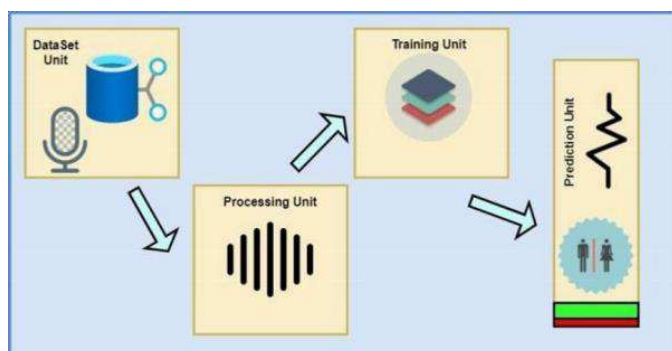 DataSet
Unit
Processing Unit
Training Unit
Prediction Unit